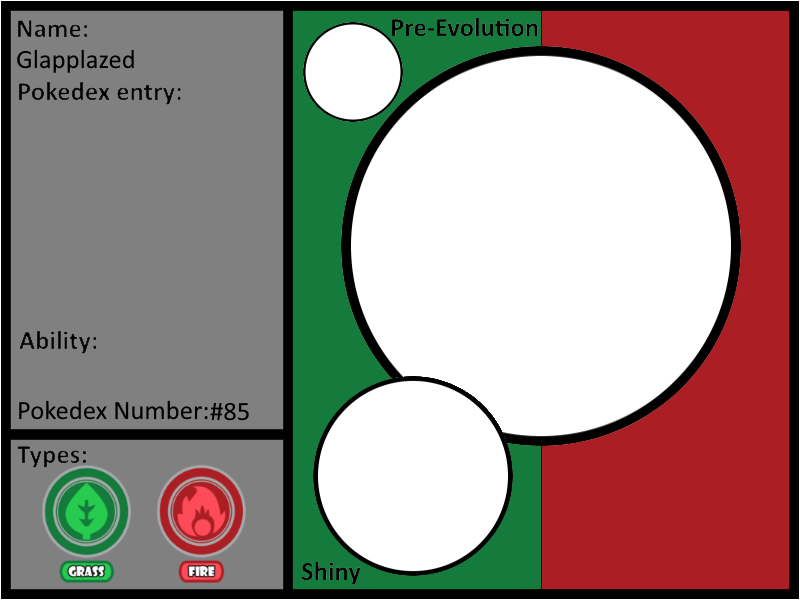 Name:
Glapplazed
Pokedex entry:
Ability:
Pokedex Number:#85
Types:
GRASS
FIRE
Pre-Evolution
Shiny